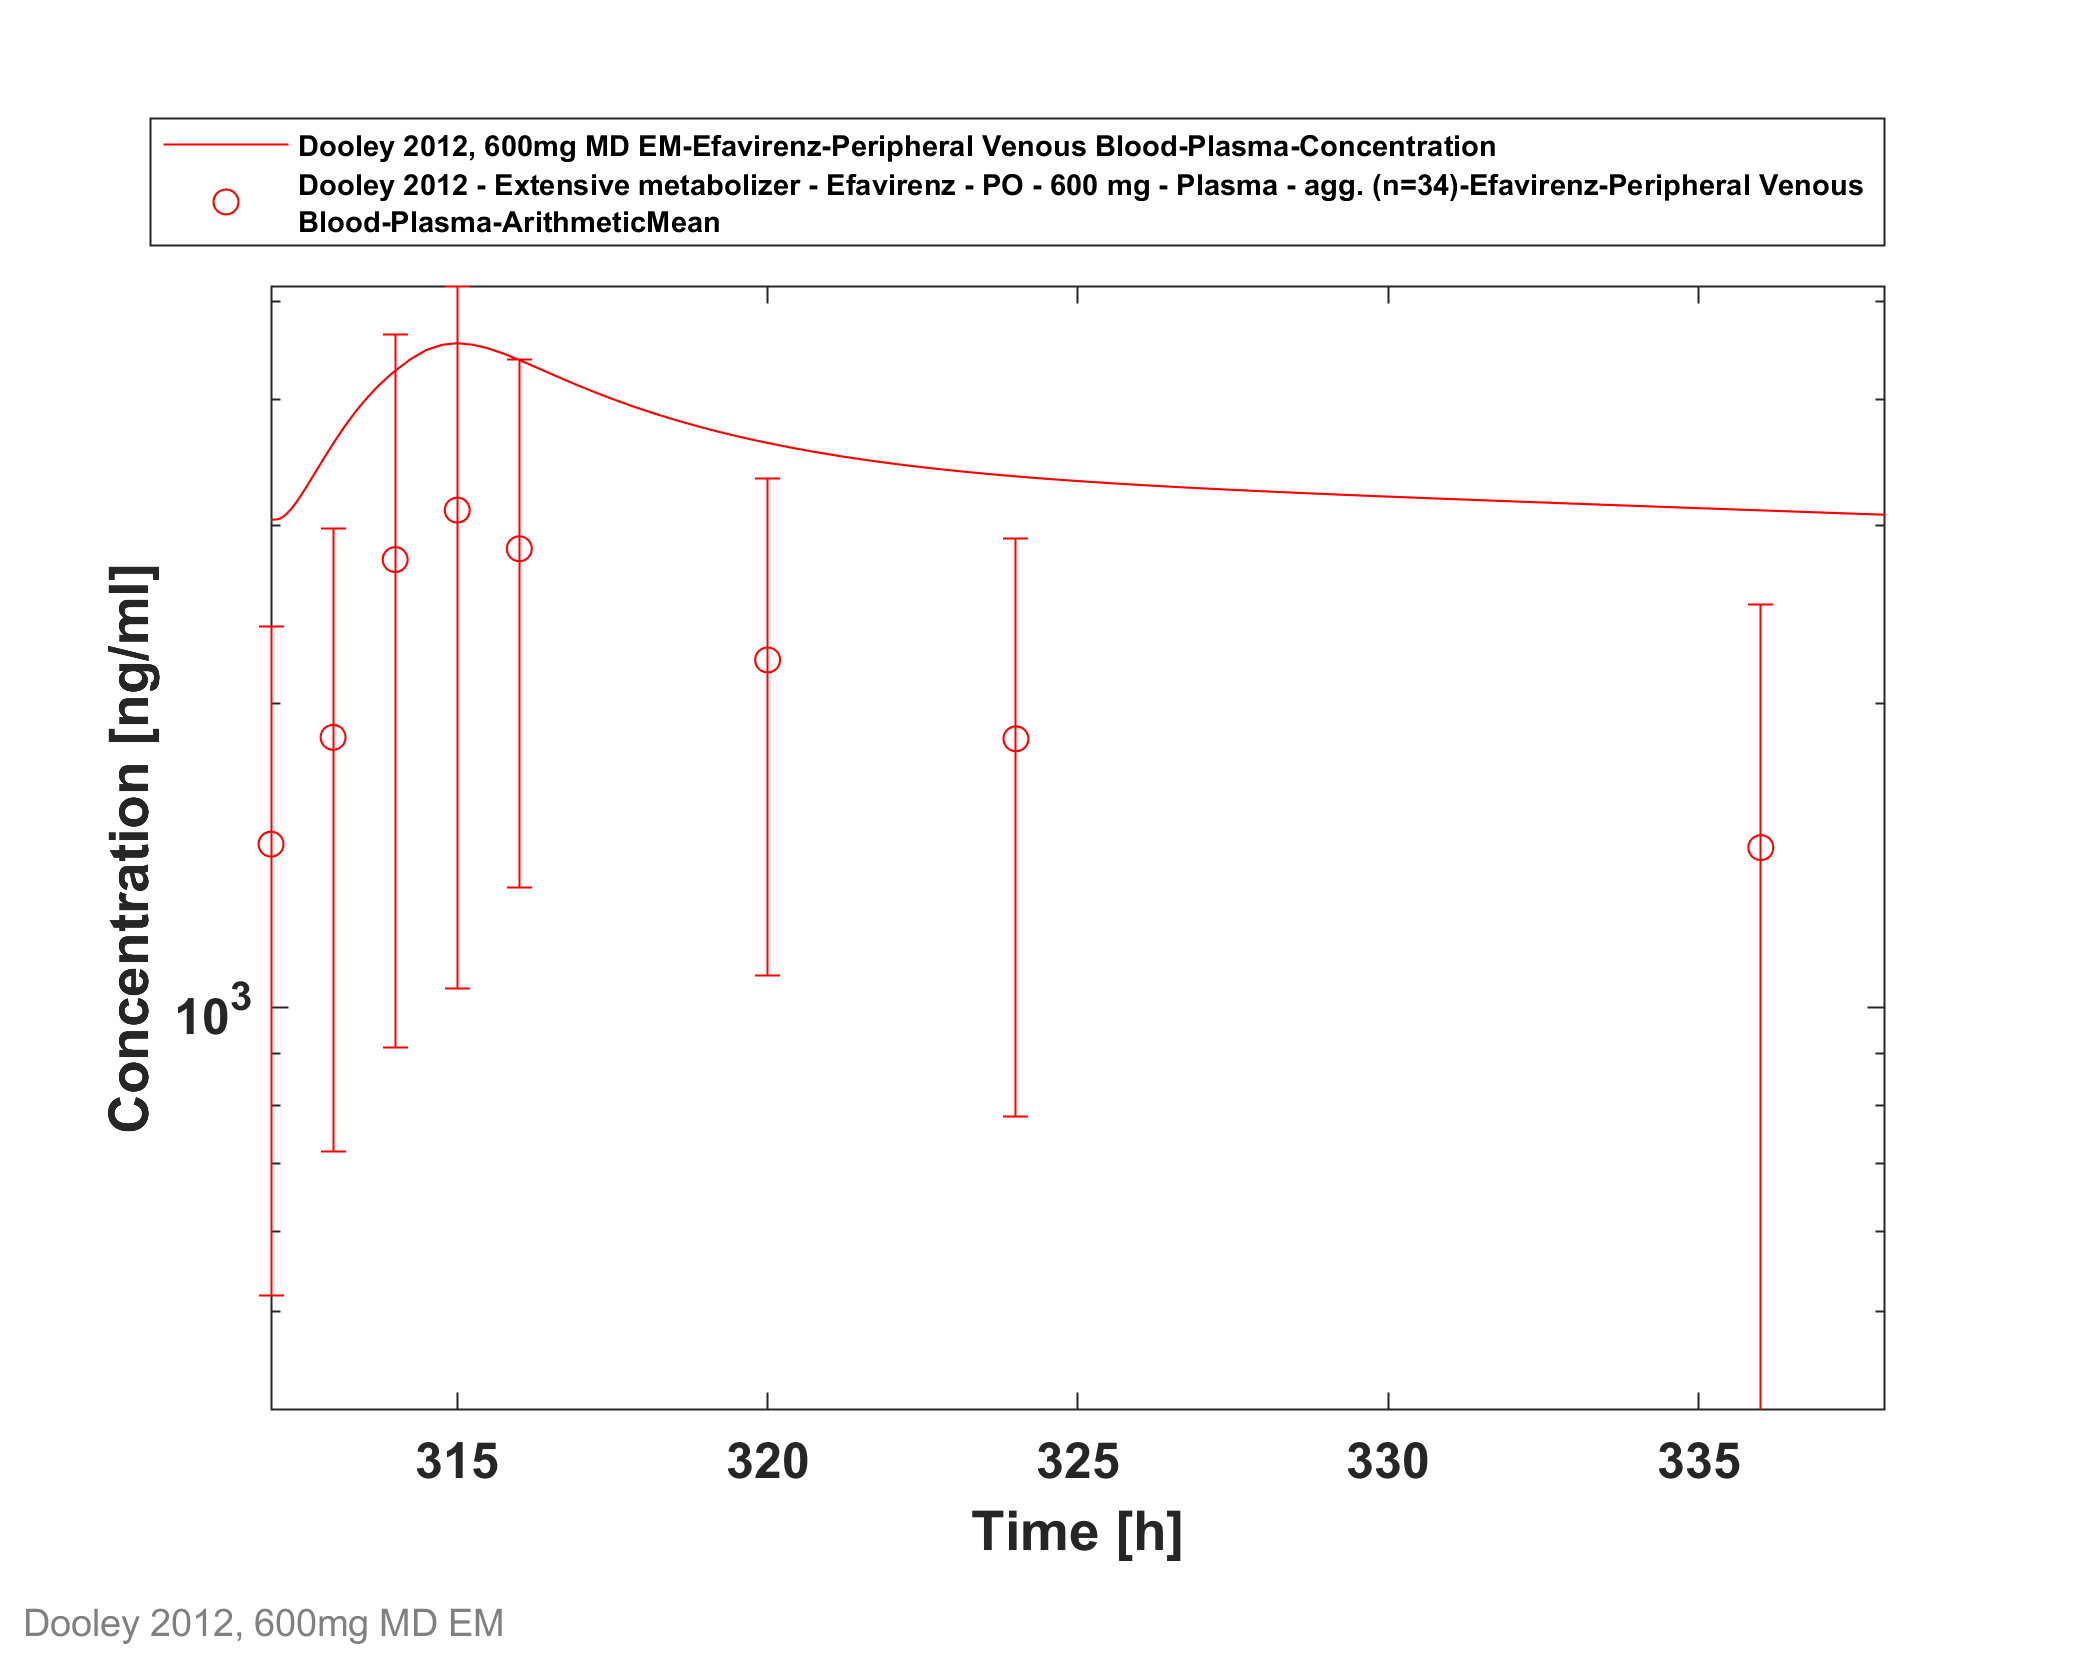 Dooley 2012, 600mg MD EM-Efavirenz-Peripheral Venous Blood-Plasma-Concentration
Dooley 2012 - Extensive metabolizer - Efavirenz - PO - 600 mg - Plasma - agg. (n=34)-Efavirenz-Peripheral Venous
Blood-Plasma-ArithmeticMean
Concentration [ng/ml]
10^3
315 320 325 330 335
Time [h]
Dooley 2012, 600mg MD EM